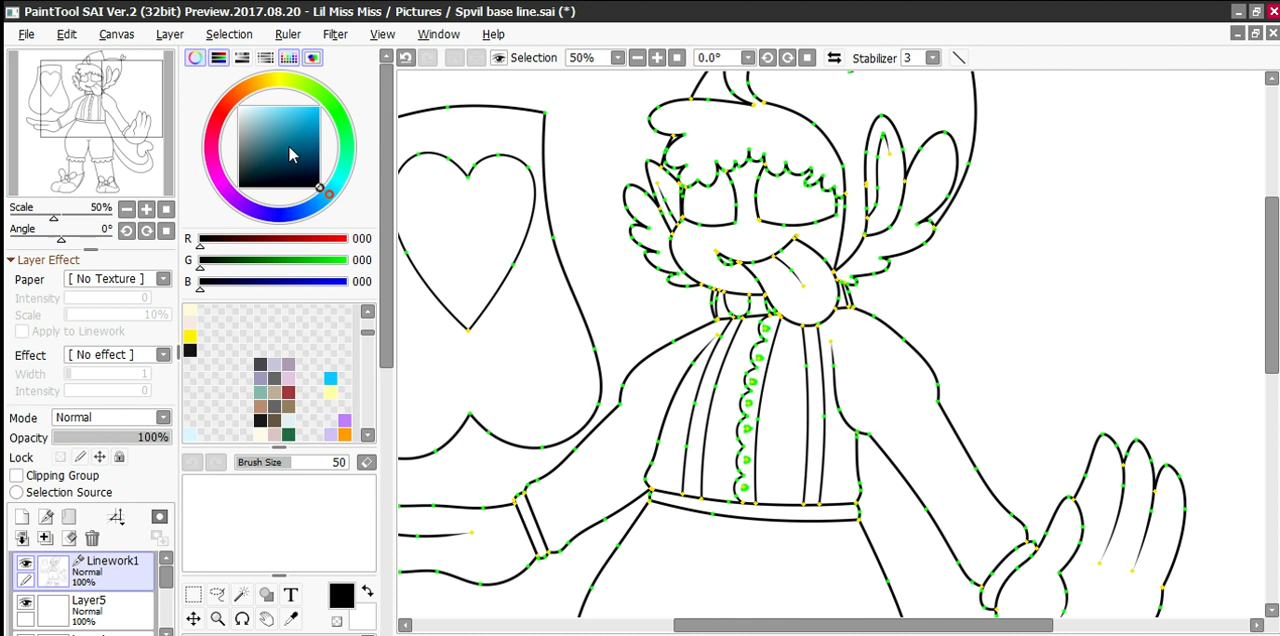 PaintTool SAI Ver.2 (32bit) Preview.2017.08.20 - Lil Miss Miss / Pictures / Spvil base line.sai (*)
File Edit Canvas Layer Selection Ruler Filter View Window Help
Selection 50% 0.0° Stabilizer 3
Scale 50%
Angle 0°
Layer Effect
Paper [ No Texture ]
Intensity 0
Scale 10%
Apply to Linework
Effect [ No effect ]
Width 1
Intensity 0
Mode Normal
Opacity 100%
Lock
Clipping Group
Selection Source
Linework1
Normal
100%
Layer5
Normal
100%
R 000
G 000
B 000
Brush Size 50
T